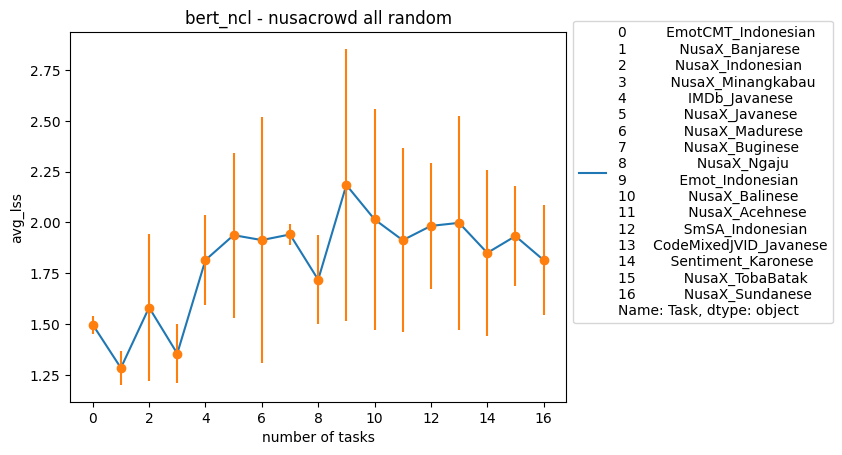 bert_ncl - nusacrowd all random
avg_lss
2.75
2.50
2.25
2.00
1.75
1.50
1.25
0 2 4 6 8 10 12 14 16
number of tasks
0 EmotCMT_Indonesian
1 NusaX_Banjarese
2 NusaX_Indonesian
3 NusaX_Minangkabau
4 IMDb_Javanese
5 NusaX_Javanese
6 NusaX_Madurese
7 NusaX_Buginese
8 NusaX_Ngaju
9 Emot_Indonesian
10 NusaX_Balinese
11 NusaX_Acehnese
12 SmSA_Indonesian
13 CodeMixedJVID_Javanese
14 Sentiment_Karonese
15 NusaX_TobaBatak
16 NusaX_Sundanese
Name: Task, dtype: object